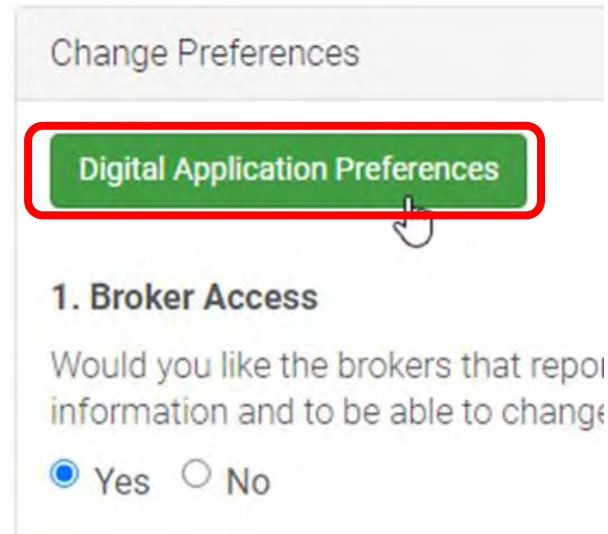 Change Preferences
Digital Application Preferences
1. Broker Access
Would you like the brokers that
information and to be able to change
Yes No